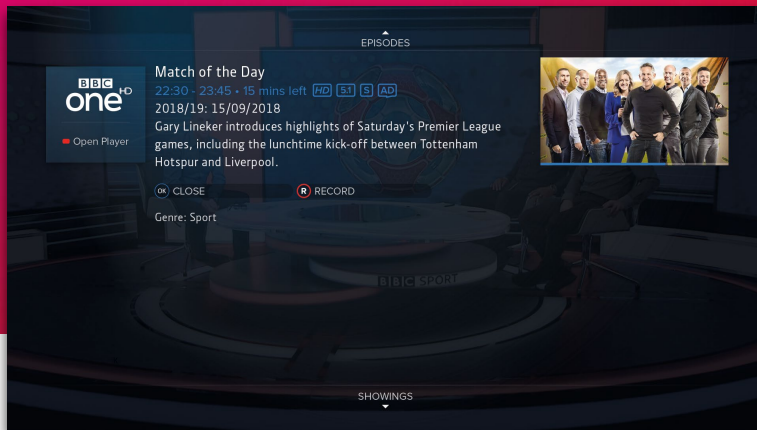 EPISODES
BBC
one HD
Open Player
Match of the Day
22:30 - 23:45 • 15 mins left HD 5.1 S AD
2018/19: 15/09/2018
Gary Lineker introduces highlights of Saturday's Premier League
games, including the lunchtime kick-off between Tottenham
Hotspur and Liverpool.
OK CLOSE
R RECORD
Genre: Sport
BBC SPORT
SHOWINGS